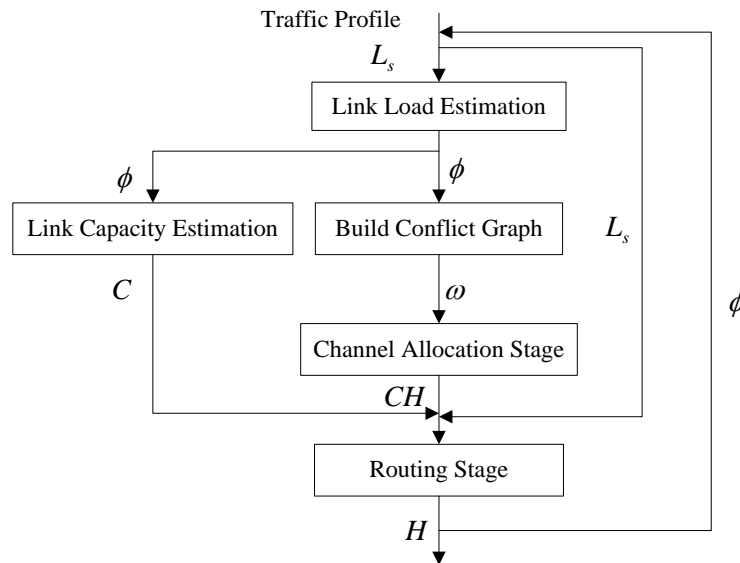 Traffic Profile
L_s
Link Load Estimation
ϕ
ϕ
Link Capacity Estimation
Build Conflict Graph
L_s
C
ω
ϕ
Channel Allocation Stage
CH
Routing Stage
H